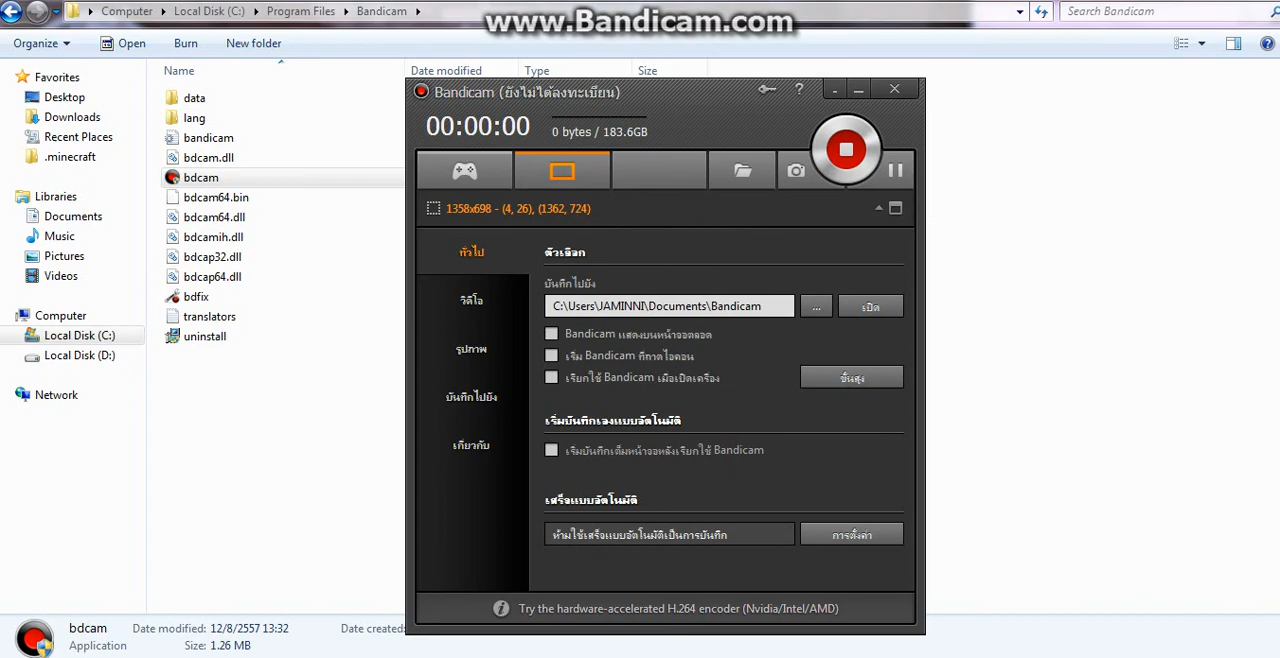 Computer ▸ Local Disk (C:) ▸ Program Files ▸ Bandicam ▸
www.Bandicam.com
Search Bandicam
Organize
Open
Burn
New folder
Name
Date modified
Type
Size
Favorites
Desktop
Downloads
Recent Places
.minecraft
Libraries
Documents
Music
Pictures
Videos
Computer
Local Disk (C:)
Local Disk (D:)
Network
data
lang
bandicam
bdcam.dll
bdcam
bdcam64.bin
bdcam64.dll
bdcamih.dll
bdcap32.dll
bdcap64.dll
bdfix
translators
uninstall
Bandicam (ยังไม่ได้ลงทะเบียน)
00:00:00
0 bytes / 183.6GB
1358x698 - (4, 26), (1362, 724)
ทั่วไป
วิดีโอ
รูปภาพ
บันทึกไปยัง
เกี่ยวกับ
ตัวเลือก
บันทึกไปยัง
C:\Users\JAMINNI\Documents\Bandicam
...
เปิด
Bandicam แสดงบนหน้าจอตลอด
เริ่ม Bandicam ที่ถาดไอคอน
เรียกใช้ Bandicam เมื่อเปิดเครื่อง
ขั้นสูง
เริ่มบันทึกเองแบบอัตโนมัติ
เริ่มบันทึกเต็มหน้าจอหลังเรียกใช้ Bandicam
เสร็จแบบอัตโนมัติ
ห้ามใช้เสร็จแบบอัตโนมัติเป็นการบันทึก
การตั้งค่า
Try the hardware-accelerated H.264 encoder (Nvidia/Intel/AMD)
bdcam
Date modified: 12/8/2557 13:32
Date created:
Application
Size: 1.26 MB